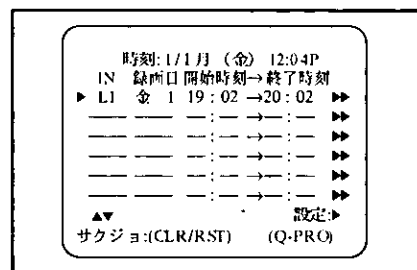 時刻:1/1月 (金) 12:04P
IN 録画日 開始時刻→終了時刻
▶ L1 金 1 19:02→20:02 ▶▶
—— —— —:—→—:— ▶▶
—— —— —:—→—:— ▶▶
—— —— —:—→—:— ▶▶
—— —— —:—→—:— ▶▶
—— —— —:—→—:— ▶▶
▲▼ 設定:▶
サクジョ:(CLR/RST) (Q-PRO)